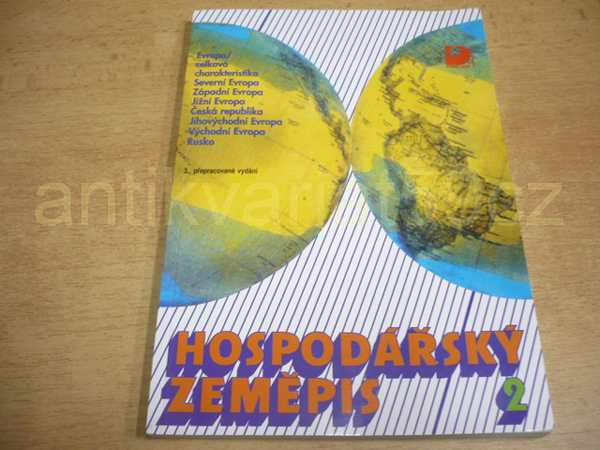 Evropa/
celková
charakteristika
Severní Evropa
Západní Evropa
Jižní Evropa
Česká republika
Jihovýchodní Evropa
Východní Evropa
Rusko
3., přepracované vydání
HOSPODÁŘSKÝ
ZEMĚPIS
2